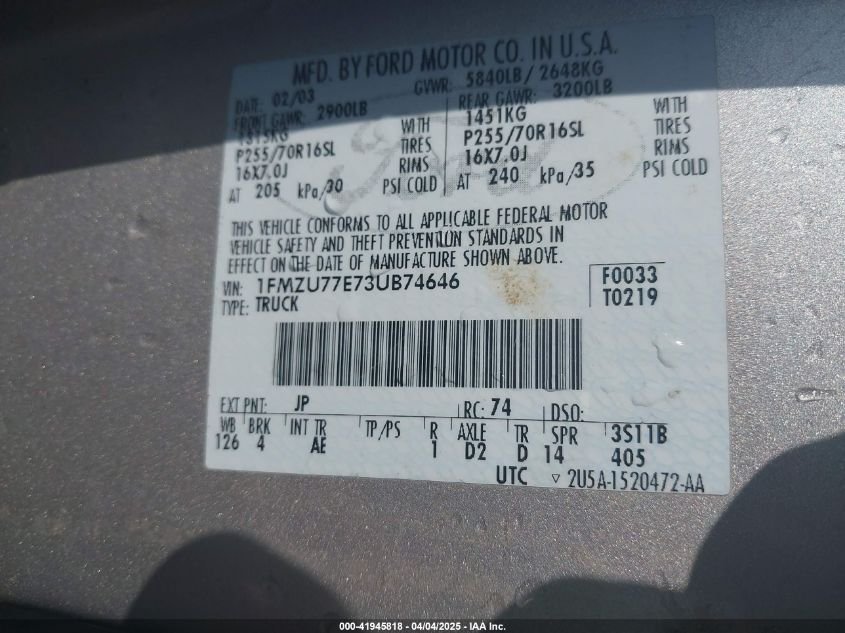 MFD. BY FORD MOTOR CO. IN U.S.A.
DATE: 02/03 GVWR: 5840LB/ 2648KG
FRONT GAWR: 2900LB REAR GAWR: 3200LB
1315KG WITH 1451KG WITH
P255/70R16SL TIRES P255/70R16SL TIRES
16X7.0J RIMS 16X7.0J RIMS
AT 205 kPa/30 PSI COLD AT 240 kPa/35 PSI COLD
THIS VEHICLE CONFORMS TO ALL APPLICABLE FEDERAL MOTOR
VEHICLE SAFETY AND THEFT PREVENTION STANDARDS IN
EFFECT ON THE DATE OF MANUFACTURE SHOWN ABOVE.
VIN: 1FMZU77E73UB74646 F0033
TYPE: TRUCK T0219
EXT PNT: JP RC: 74 DSO:
WB BRK INT TR TP/PS R AXLE TR SPR 3S11B
126 4 AE 1 D2 D 14 405
UTC ▽ 2U5A-1520472-AA
000-41945818 - 04/04/2025 - IAA Inc.